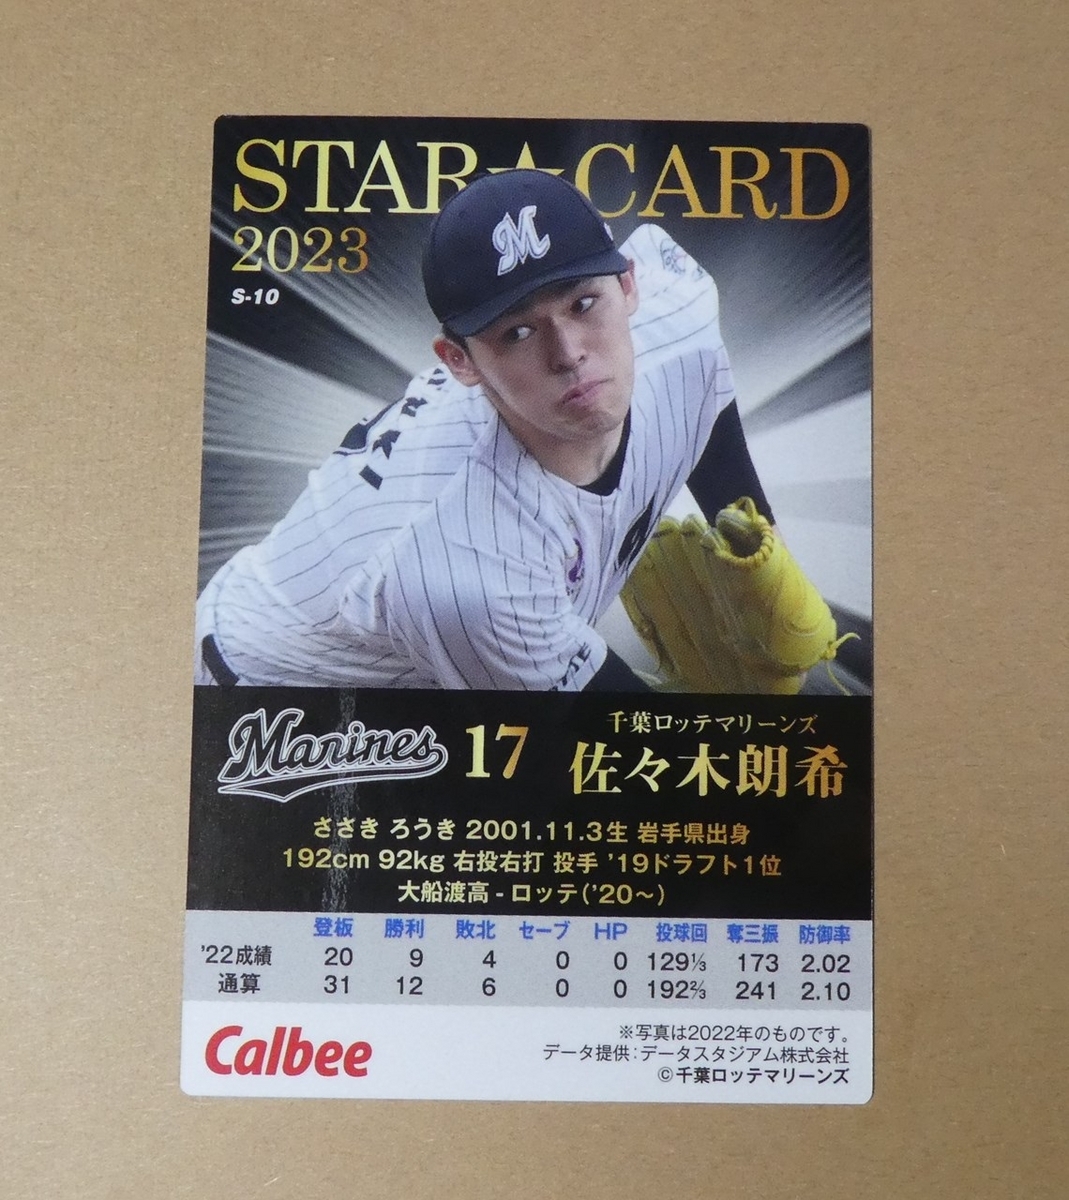 STAR★CARD
2023
S-10
M
Marines 17
千葉ロッテマリーンズ
佐々木朗希
ささき ろうき 2001.11.3生 岩手県出身
192cm 92kg 右投右打 投手 '19ドラフト1位
大船渡高 - ロッテ('20〜)
登板 勝利 敗北 セーブ HP 投球回 奪三振 防御率
'22成績 20 9 4 0 0 129⅓ 173 2.02
通算 31 12 6 0 0 192⅔ 241 2.10
Calbee
※写真は2022年のものです。
データ提供:データスタジアム株式会社
©千葉ロッテマリーンズ